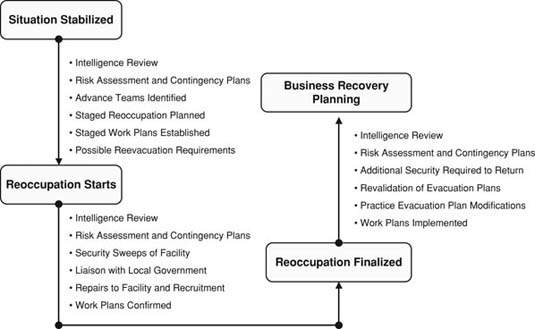 Situation Stabilized
• Intelligence Review
• Risk Assessment and Contingency Plans
• Advance Teams Identified
• Staged Reoccupation Planned
• Staged Work Plans Established
• Possible Reevacuation Requirements
Reoccupation Starts
• Intelligence Review
• Risk Assessment and Contingency Plans
• Security Sweeps of Facility
• Liaison with Local Government
• Repairs to Facility and Recruitment
• Work Plans Confirmed
Reoccupation Finalized
• Intelligence Review
• Risk Assessment and Contingency Plans
• Additional Security Required to Return
• Revalidation of Evacuation Plans
• Practice Evacuation Plan Modifications
• Work Plans Implemented
Business Recovery
Planning